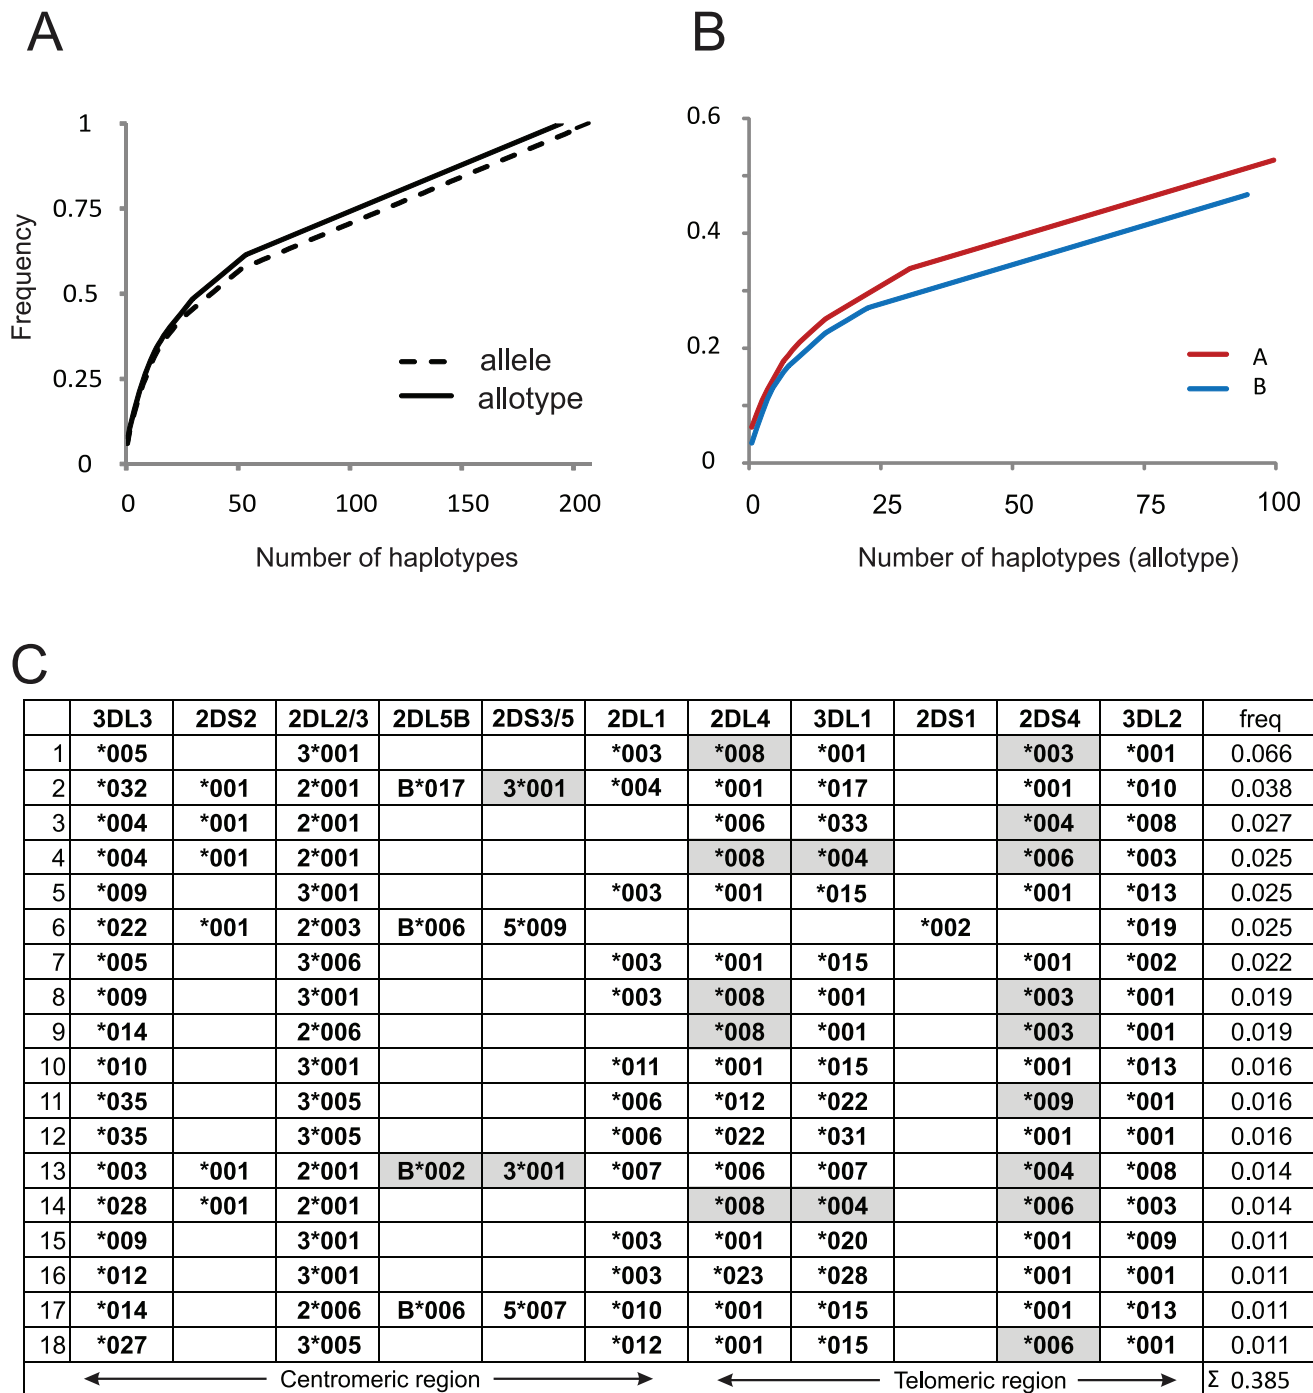 A
B
1
0.75
0.5
0.25
0
Frequency
0 50 100 150 200
Number of haplotypes
allele
allotype
0.6
0.4
0.2
0
0 25 50 75 100
Number of haplotypes (allotype)
A
B
C
3DL3 2DS2 2DL2/3 2DL5B 2DS3/5 2DL1 2DL4 3DL1 2DS1 2DS4 3DL2 freq
1 *005 3*001 *003 *008 *001 *003 *001 0.066
2 *032 *001 2*001 B*017 3*001 *004 *001 *017 *001 *010 0.038
3 *004 *001 2*001 *006 *033 *004 *008 0.027
4 *004 *001 2*001 *008 *004 *006 *003 0.025
5 *009 3*001 *003 *001 *015 *001 *013 0.025
6 *022 *001 2*003 B*006 5*009 *002 *019 0.025
7 *005 3*006 *003 *001 *015 *001 *002 0.022
8 *009 3*001 *003 *008 *001 *003 *001 0.019
9 *014 2*006 *008 *001 *003 *001 0.019
10 *010 3*001 *011 *001 *015 *001 *013 0.016
11 *035 3*005 *006 *012 *022 *009 *001 0.016
12 *035 3*005 *006 *022 *031 *001 *001 0.016
13 *003 *001 2*001 B*002 3*001 *007 *006 *007 *004 *008 0.014
14 *028 *001 2*001 *008 *004 *006 *003 0.014
15 *009 3*001 *003 *001 *020 *001 *009 0.011
16 *012 3*001 *003 *023 *028 *001 *001 0.011
17 *014 2*006 B*006 5*007 *010 *001 *015 *001 *013 0.011
18 *027 3*005 *012 *001 *015 *006 *001 0.011
Centromeric region Telomeric region Σ 0.385